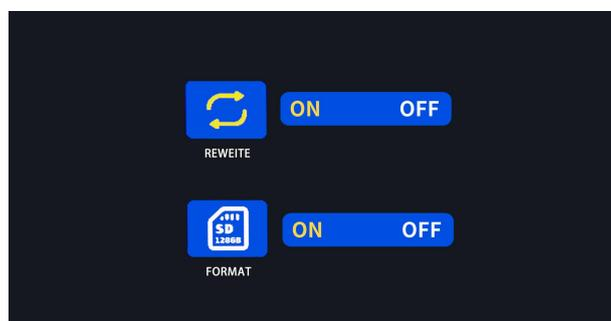 ON OFF
REWEITE
SD
128GB
ON OFF
FORMAT